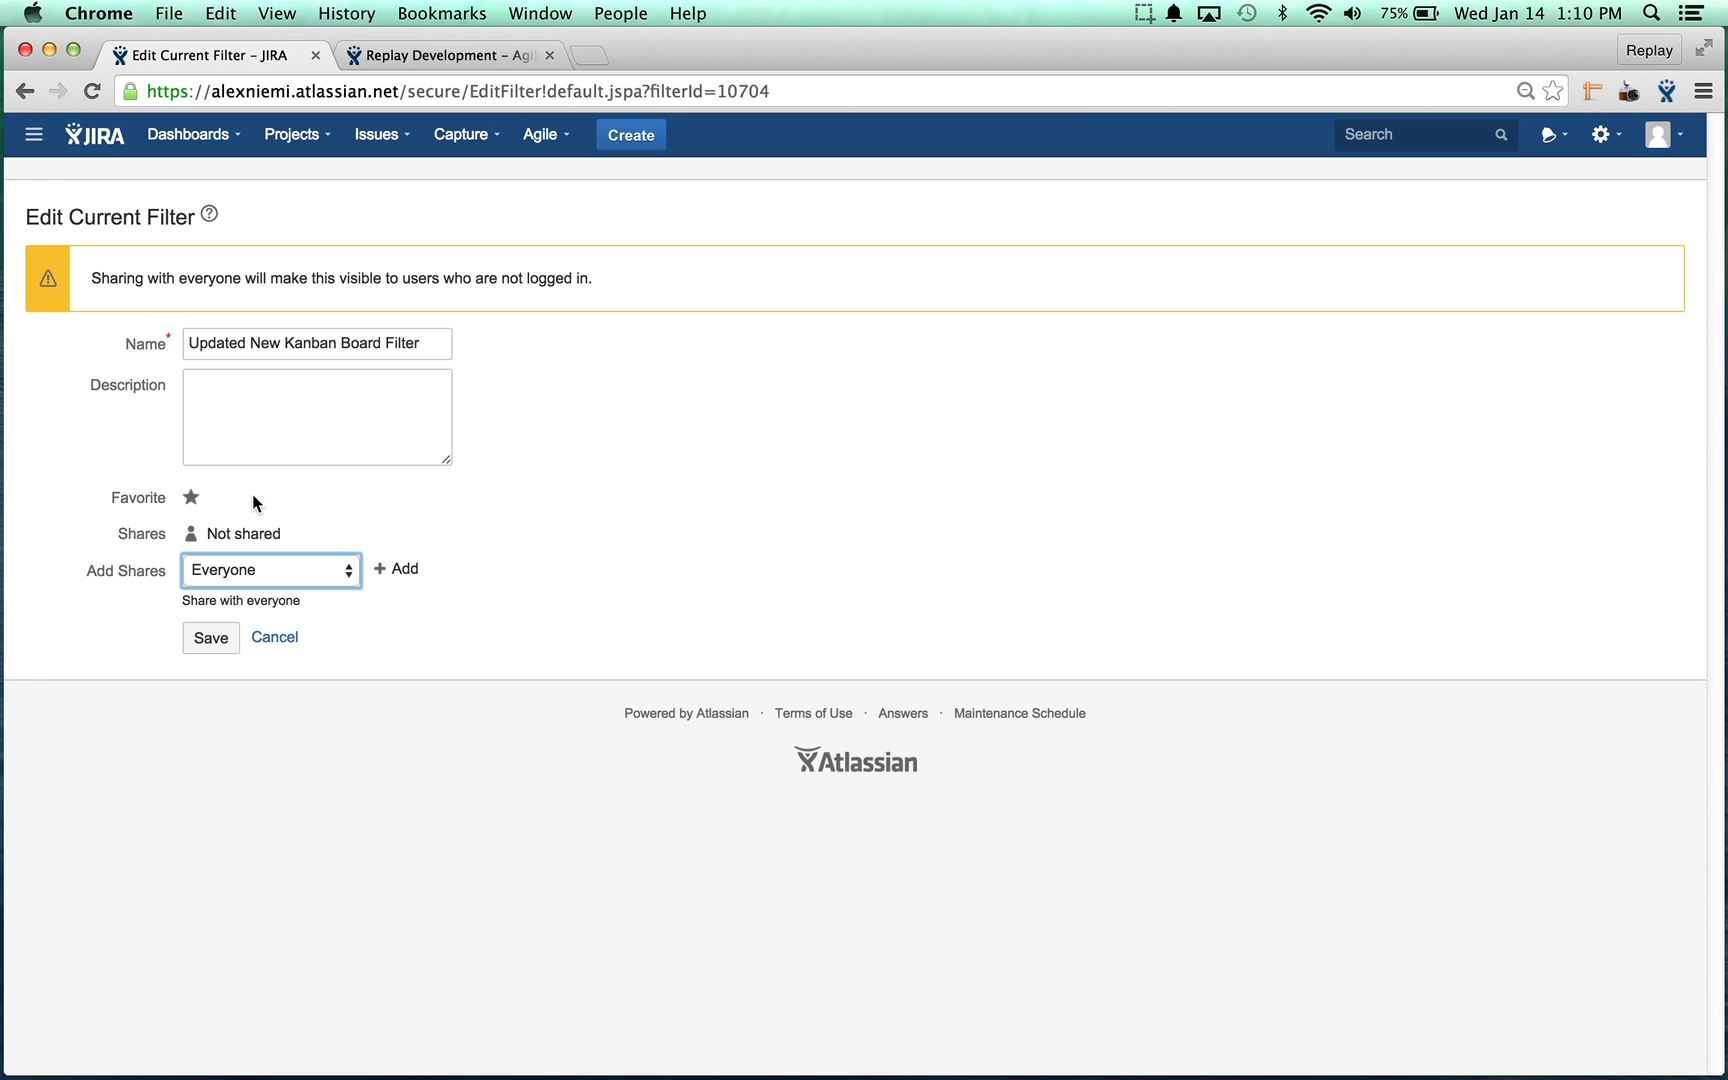 Chrome File Edit View History Bookmarks Window People Help 75% Wed Jan 14 1:10 PM
Edit Current Filter – JIRA Replay Development – Agil Replay
https://alexniemi.atlassian.net/secure/EditFilter!default.jspa?filterId=10704
JIRA Dashboards Projects Issues Capture Agile Create Search
Edit Current Filter ?
Sharing with everyone will make this visible to users who are not logged in.
Name* Updated New Kanban Board Filter
Description
Favorite
Shares Not shared
Add Shares Everyone + Add
Share with everyone
Save Cancel
Powered by Atlassian · Terms of Use · Answers · Maintenance Schedule
Atlassian